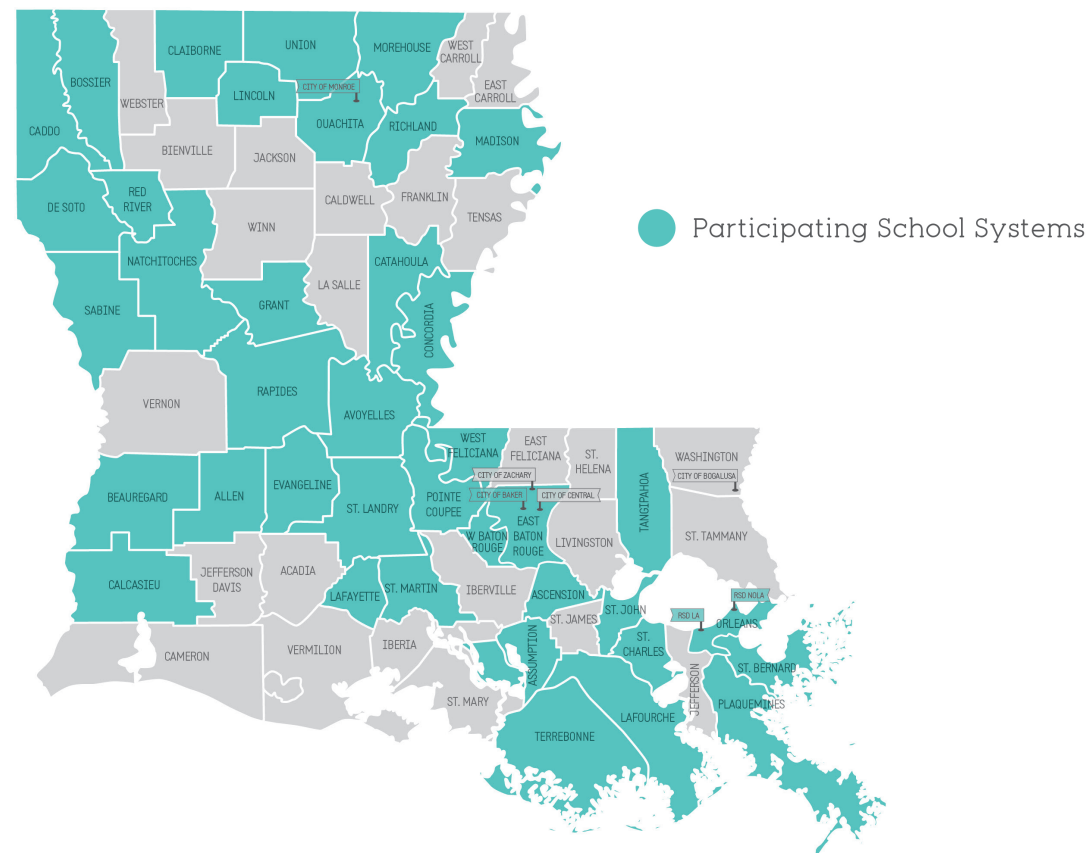 CLAIBORNE
UNION
MOREHOUSE
WEST
CARROLL
BOSSIER
WEBSTER
LINCOLN
CITY OF MONROE
EAST
CARROLL
CADDO
OUACHITA
RICHLAND
MADISON
BIENVILLE
JACKSON
DE SOTO
RED
RIVER
CALDWELL
FRANKLIN
TENSAS
WINN
Participating School Systems
NATCHITOCHES
CATAHOULA
LA SALLE
SABINE
GRANT
CONCORDIA
VERNON
RAPIDES
AVOYELLES
WEST
FELICIANA
EAST
FELICIANA
ST.
HELENA
WASHINGTON
CITY OF ZACHARY
CITY OF BOGALUSA
BEAUREGARD
ALLEN
EVANGELINE
ST. LANDRY
POINTE
COUPEE
CITY OF BAKER
CITY OF CENTRAL
TANGIPAHOA
W BATON
ROUGE
EAST
BATON
ROUGE
LIVINGSTON
ST. TAMMANY
CALCASIEU
JEFFERSON
DAVIS
ACADIA
LAFAYETTE
ST. MARTIN
IBERVILLE
ASCENSION
RSD NOLA
ST. JAMES
ST. JOHN
RSD LA
ORLEANS
CAMERON
VERMILION
IBERIA
ASSUMPTION
ST.
CHARLES
JEFFERSON
ST. BERNARD
ST. MARY
PLAQUEMINES
LAFOURCHE
TERREBONNE